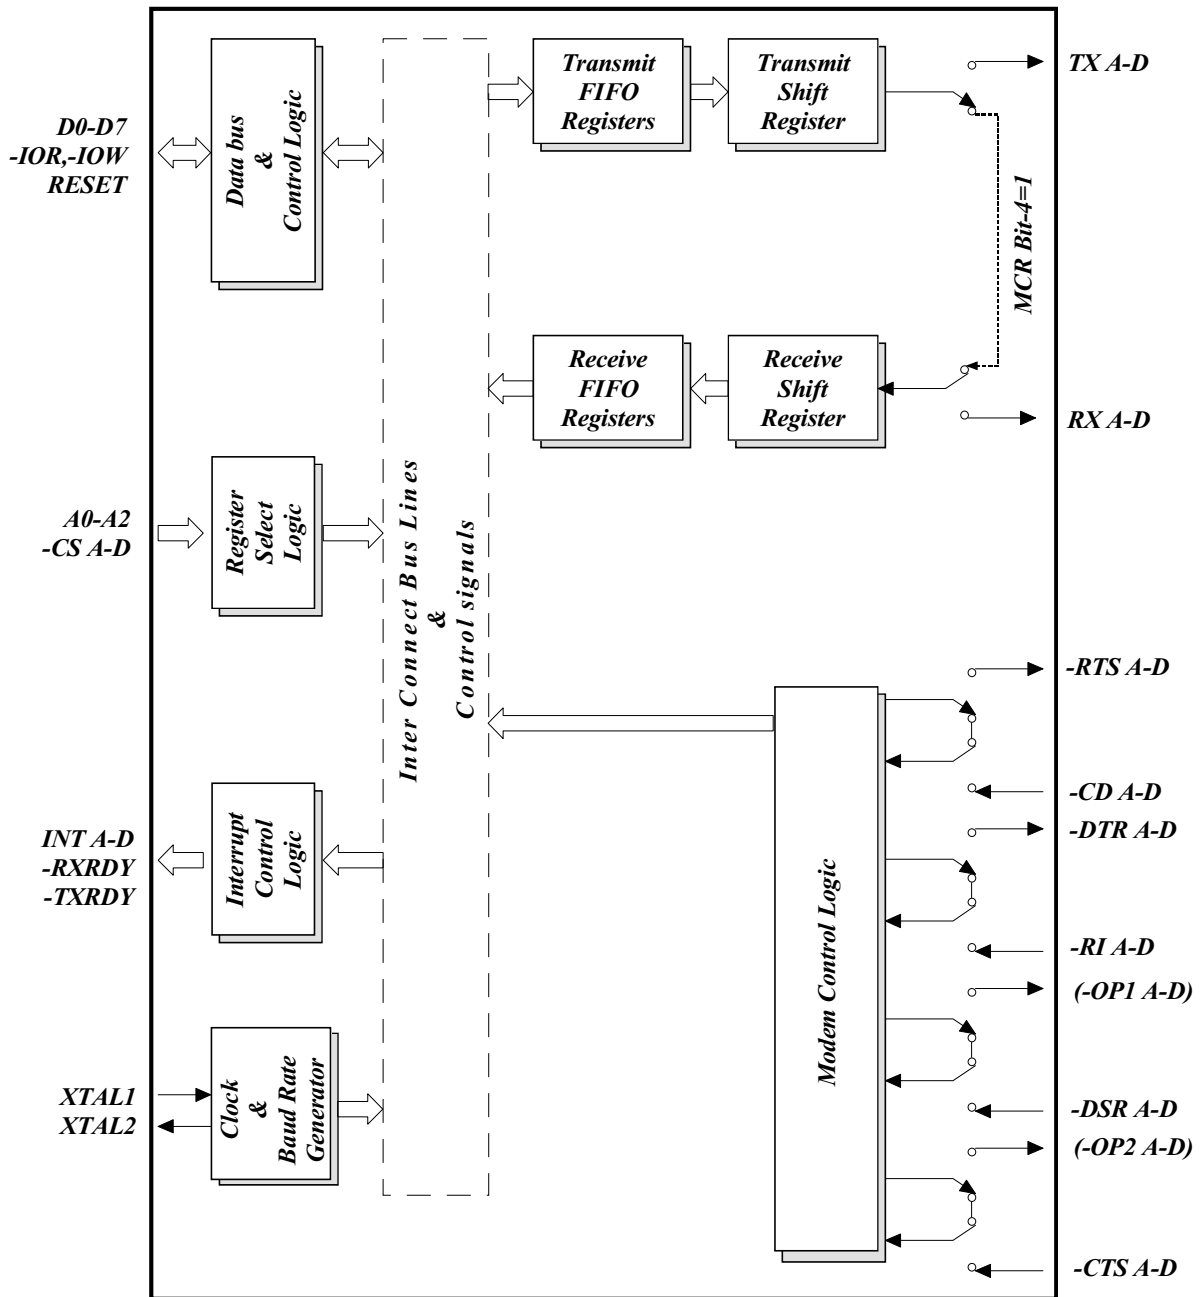 D0-D7
-IOR,-IOW
RESET
Data bus
&
Control Logic
A0-A2
-CS A-D
Register
Select
Logic
INT A-D
-RXRDY
-TXRDY
Interrupt
Control
Logic
XTAL1
XTAL2
Clock
&
Baud Rate
Generator
Inter Connect Bus Lines
&
Control signals
Transmit
FIFO
Registers
Transmit
Shift
Register
TX A-D
MCR Bit-4=1
Receive
FIFO
Registers
Receive
Shift
Register
RX A-D
Modem Control Logic
-RTS A-D
-CD A-D
-DTR A-D
-RI A-D
(-OP1 A-D)
-DSR A-D
(-OP2 A-D)
-CTS A-D